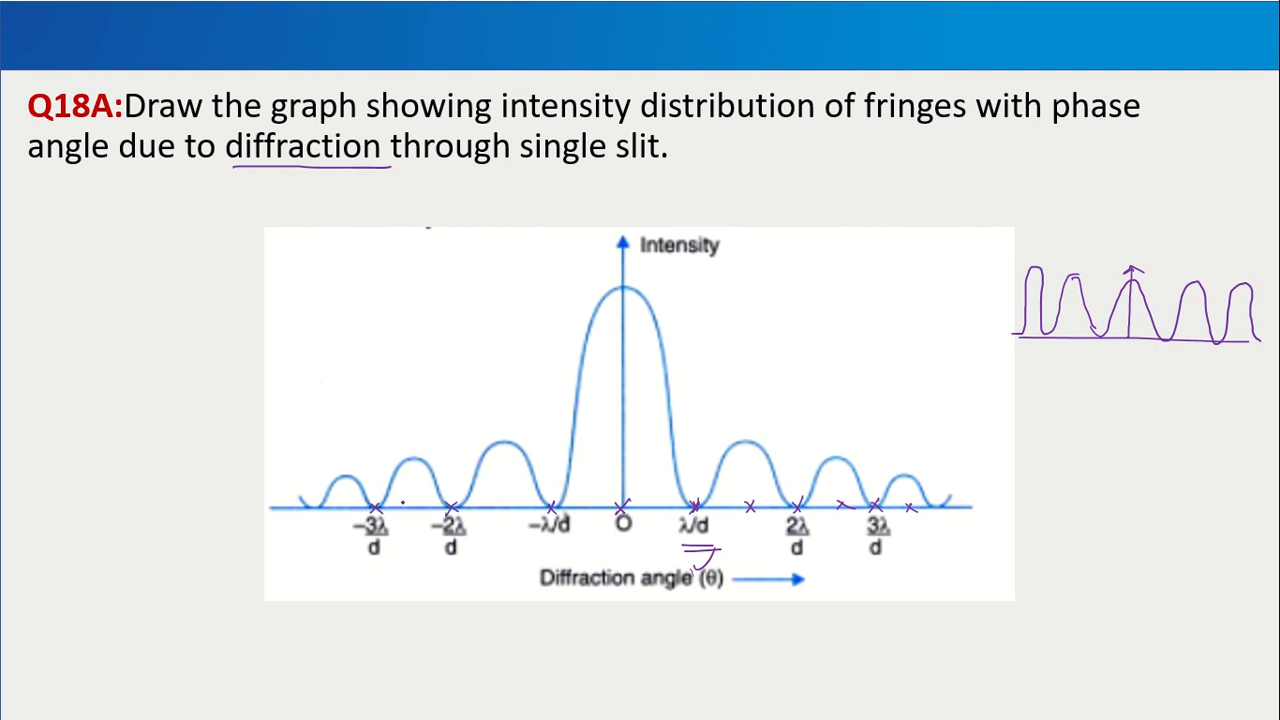 Q18A:Draw the graph showing intensity distribution of fringes with phase
angle due to diffraction through single slit.
Intensity
-3λ/d -2λ/d -λ/d O λ/d 2λ/d 3λ/d
Diffraction angle (θ)